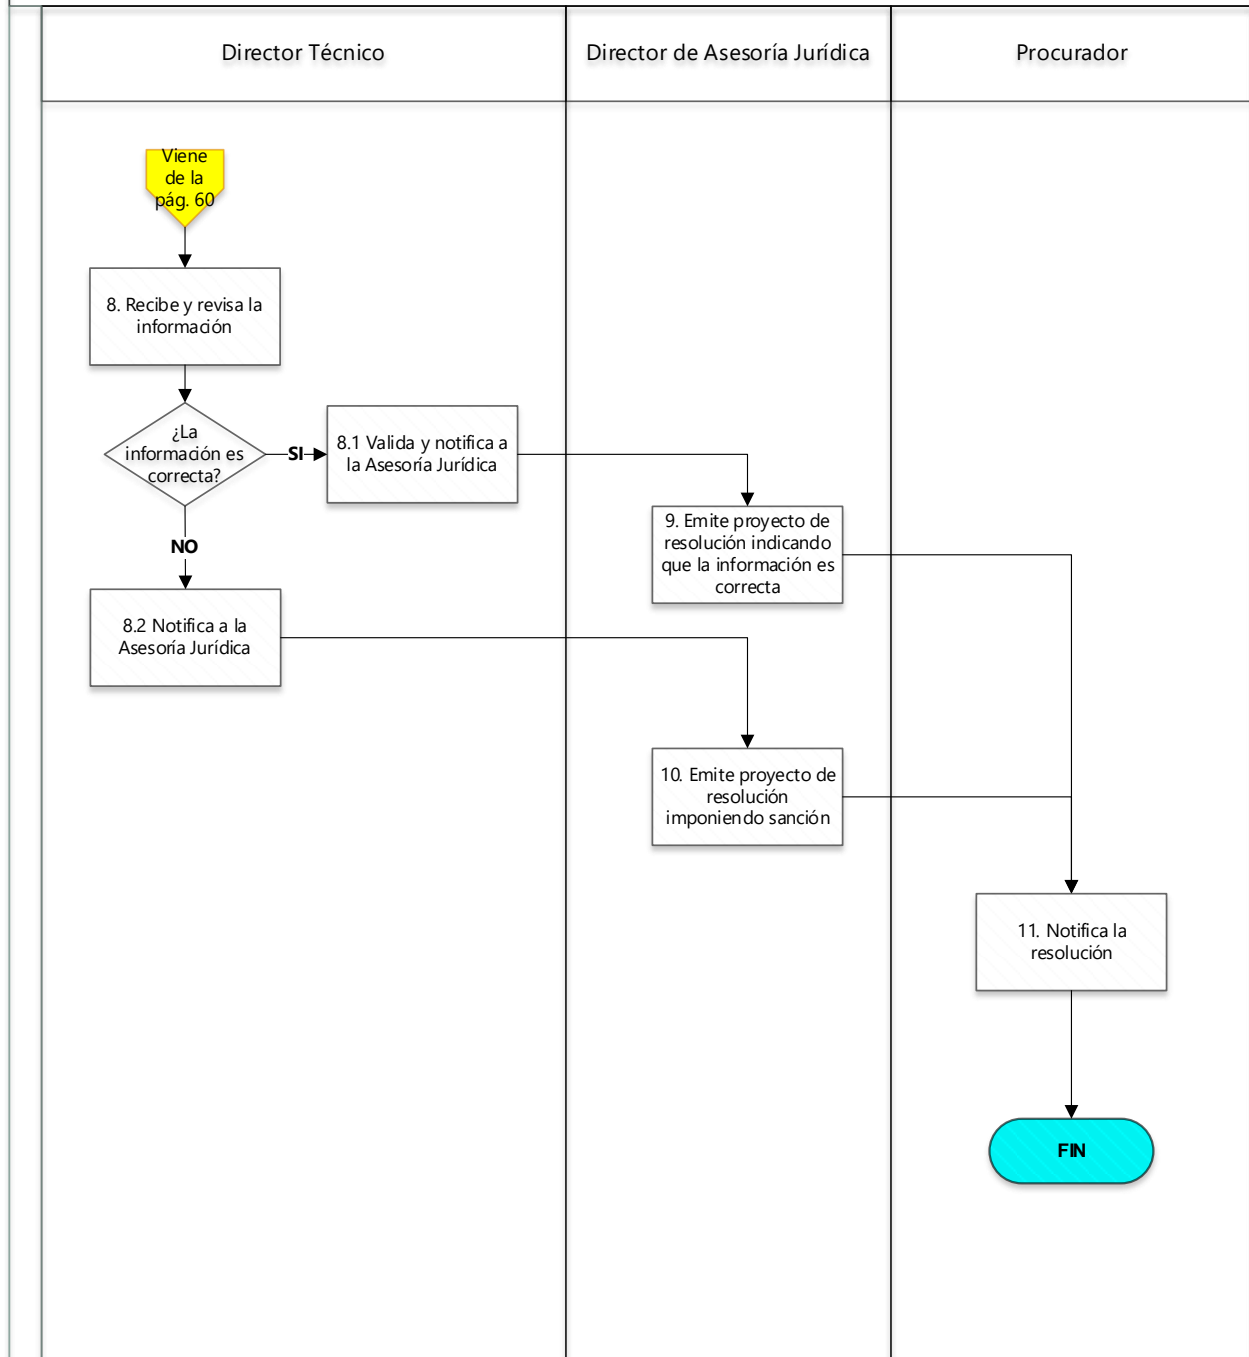 Director Técnico
Director de Asesoría Jurídica
Procurador
Viene
de la
pág. 60
8. Recibe y revisa la
información
¿La
información es
correcta?
SI
8.1 Valida y notifica a
la Asesoría Jurídica
9. Emite proyecto de
resolución indicando
que la información es
correcta
NO
8.2 Notifica a la
Asesoría Jurídica
10. Emite proyecto de
resolución
imponiendo sanción
11. Notifica la
resolución
FIN